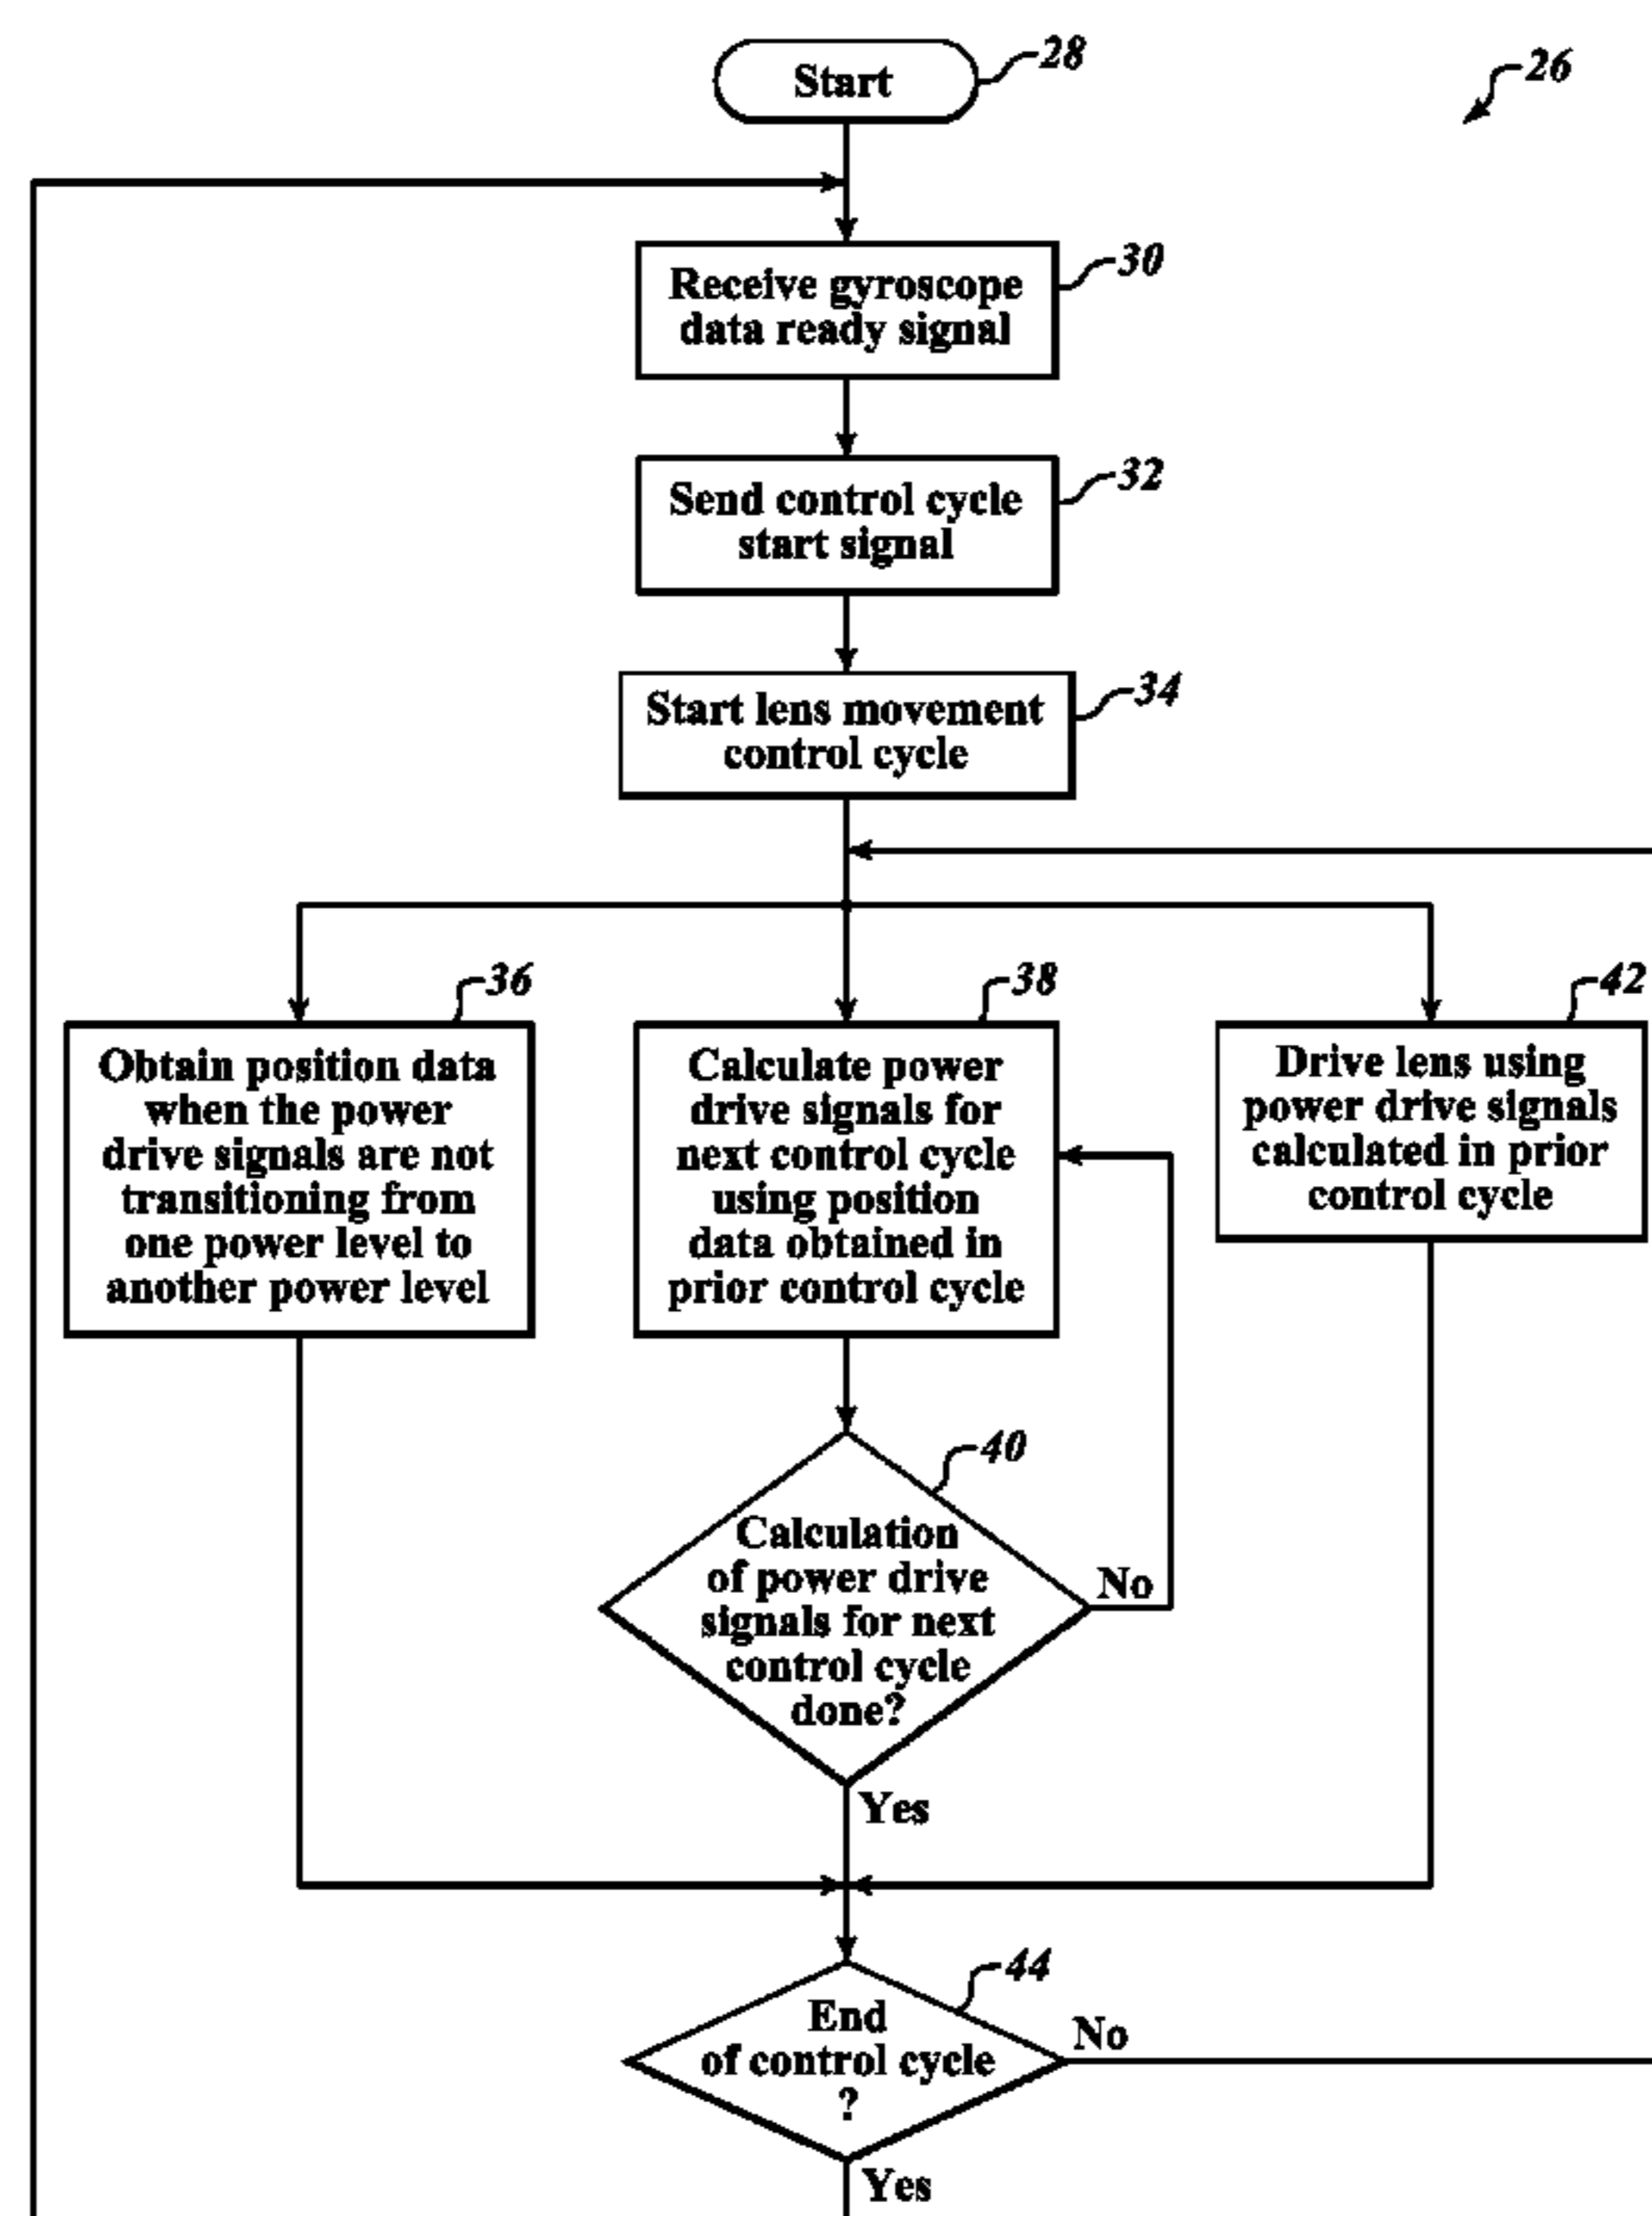 Start
28
26
Receive gyroscope
data ready signal
30
Send control cycle
start signal
32
Start lens movement
control cycle
34
36
Obtain position data
when the power
drive signals are not
transitioning from
one power level to
another power level
38
Calculate power
drive signals for
next control cycle
using position
data obtained in
prior control cycle
42
Drive lens using
power drive signals
calculated in prior
control cycle
40
Calculation
of power drive
signals for next
control cycle
done?
No
Yes
44
End
of control cycle
?
No
Yes